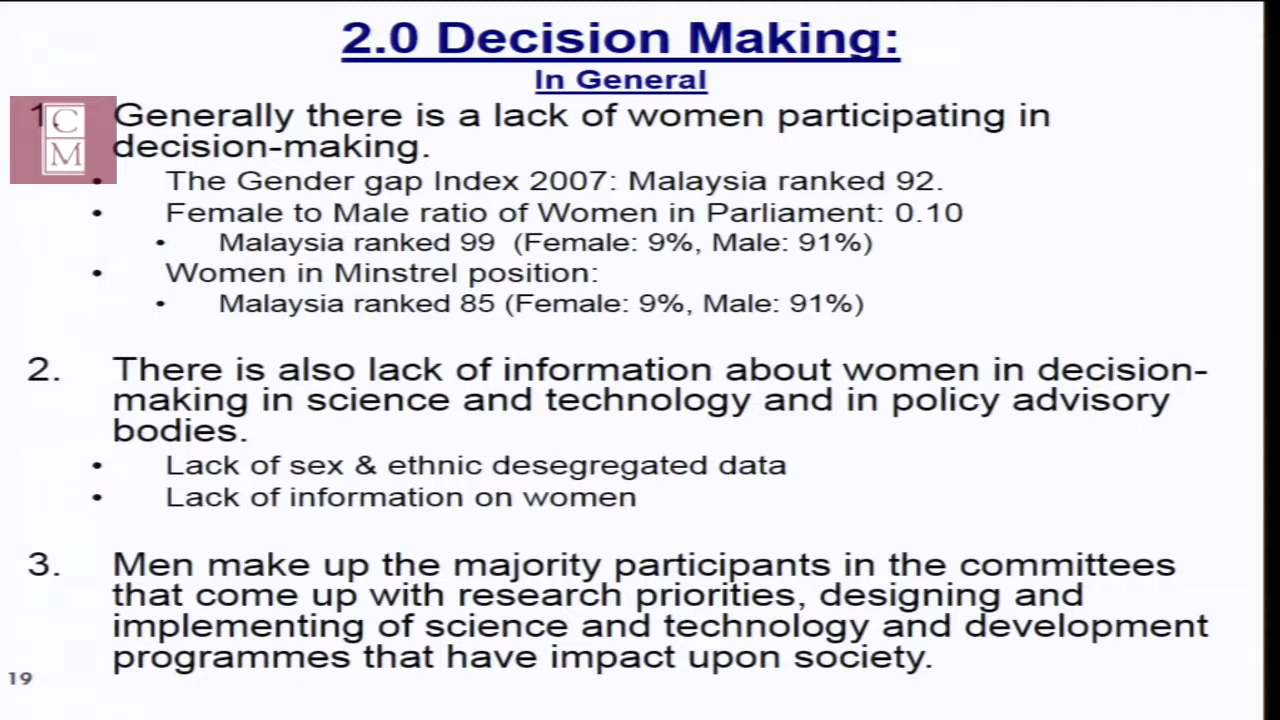 2.0 Decision Making:
In General
1. Generally there is a lack of women participating in
decision-making.
• The Gender gap Index 2007: Malaysia ranked 92.
• Female to Male ratio of Women in Parliament: 0.10
• Malaysia ranked 99 (Female: 9%, Male: 91%)
• Women in Minstrel position:
• Malaysia ranked 85 (Female: 9%, Male: 91%)
2. There is also lack of information about women in decision-
making in science and technology and in policy advisory
bodies.
• Lack of sex & ethnic desegregated data
• Lack of information on women
3. Men make up the majority participants in the committees
that come up with research priorities, designing and
implementing of science and technology and development
programmes that have impact upon society.
19
C
M